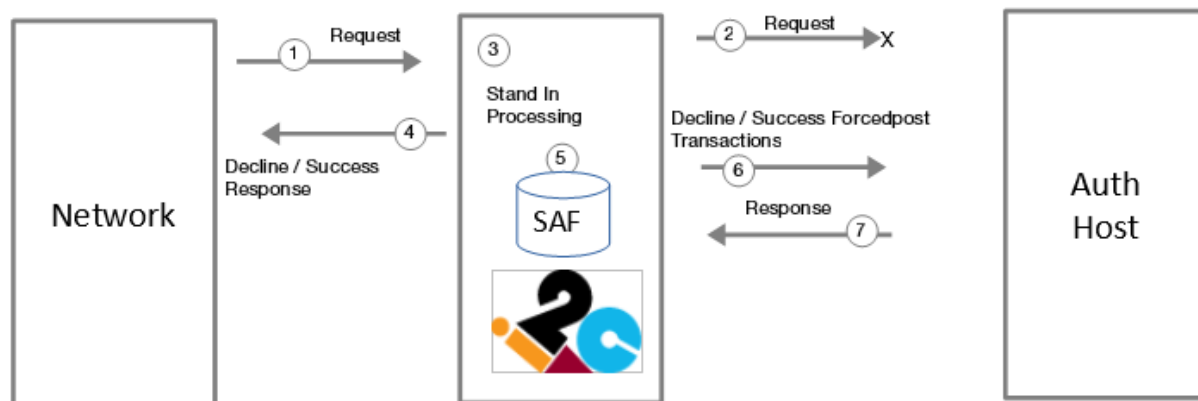 1
Request
2
Request
X
3
Stand In
Processing
4
Decline / Success
Response
5
SAF
Decline / Success Forcedpost
Transactions
6
Response
7
Network
Auth
Host
i2c